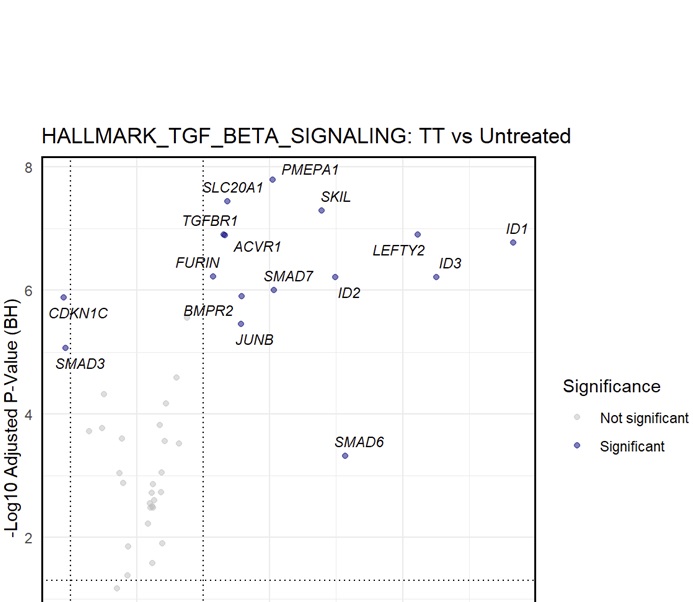 HALLMARK_TGF_BETA_SIGNALING: TT vs Untreated
8
PMEPA1
SLC20A1
SKIL
TGFBR1
ID1
ACVR1
LEFTY2
FURIN
ID3
SMAD7
6
ID2
CDKN1C
BMPR2
JUNB
SMAD3
-Log10 Adjusted P-Value (BH)
Significance
4
Not significant
SMAD6
Significant
2